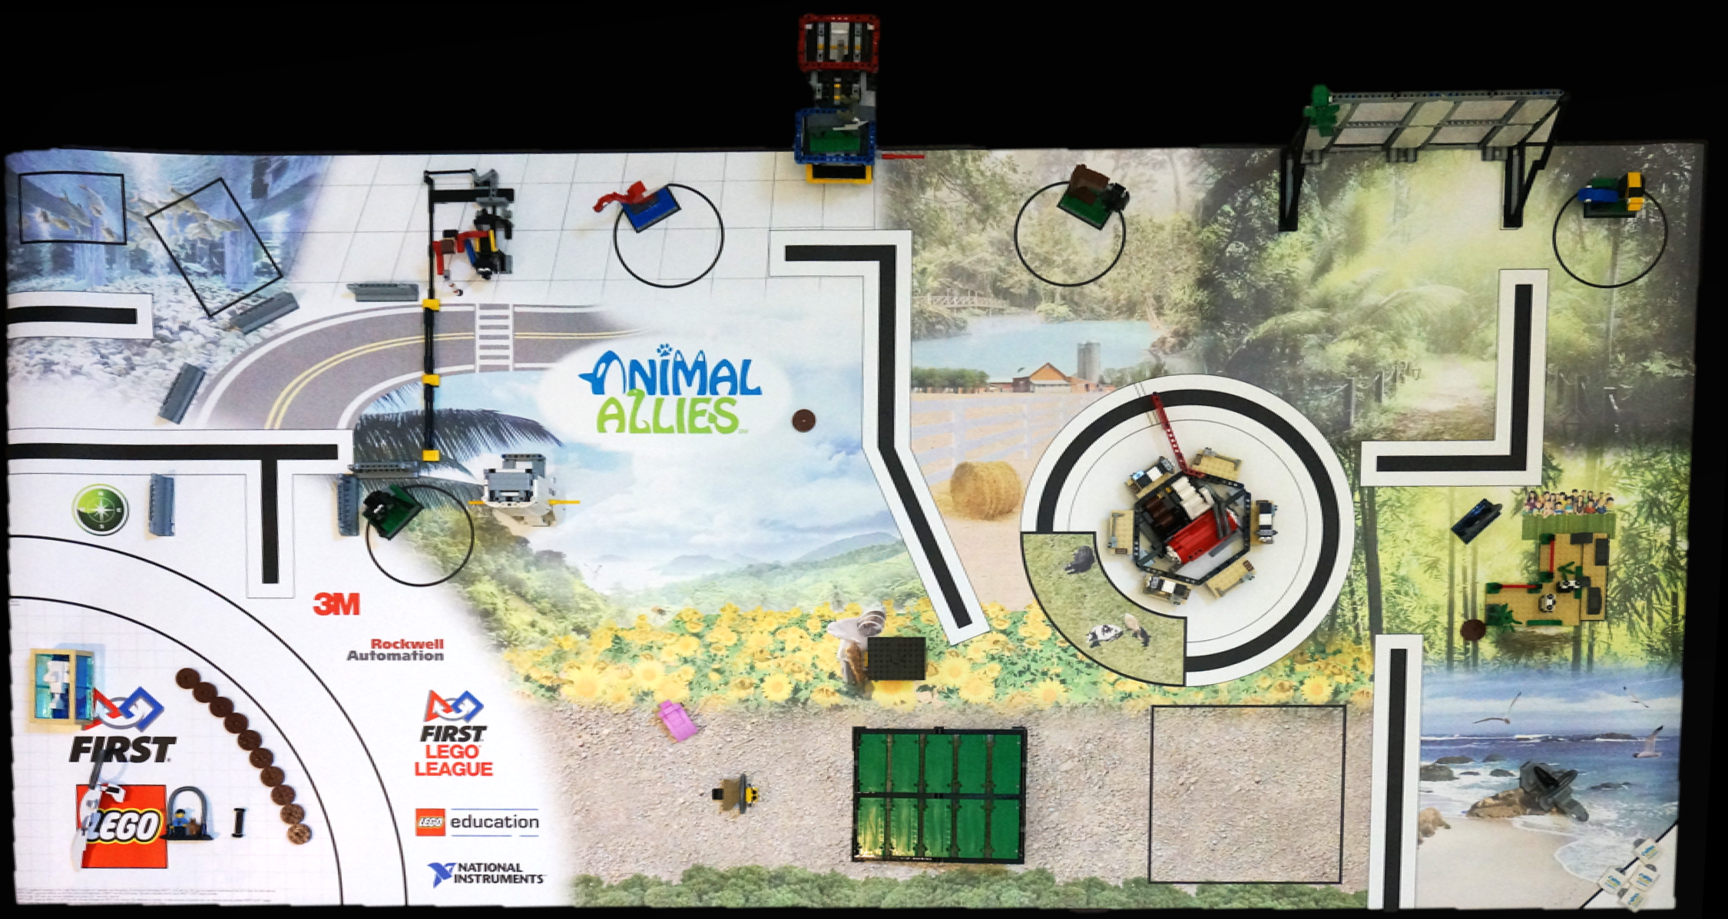 ANIMAL
ALLIES
3M
Rockwell
Automation
FIRST
LEGO
LEAGUE
FIRST
LEGO
LEGO education
NATIONAL
INSTRUMENTS